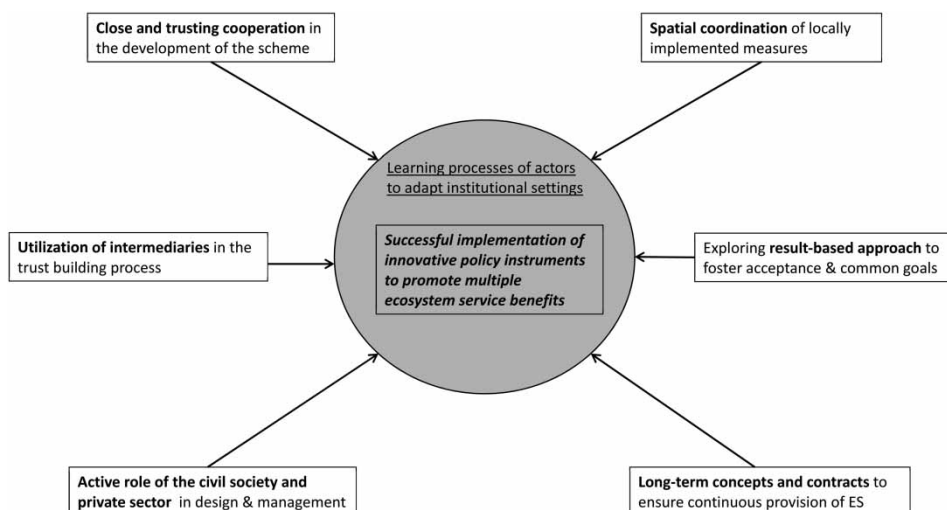 Close and trusting cooperation in
the development of the scheme
Spatial coordination of locally
implemented measures
Learning processes of actors
to adapt institutional settings
Utilization of intermediaries in the
trust building process
Successful implementation of
innovative policy instruments
to promote multiple
ecosystem service benefits
Exploring result-based approach to
foster acceptance & common goals
Active role of the civil society and
private sector in design & management
Long-term concepts and contracts to
ensure continuous provision of ES